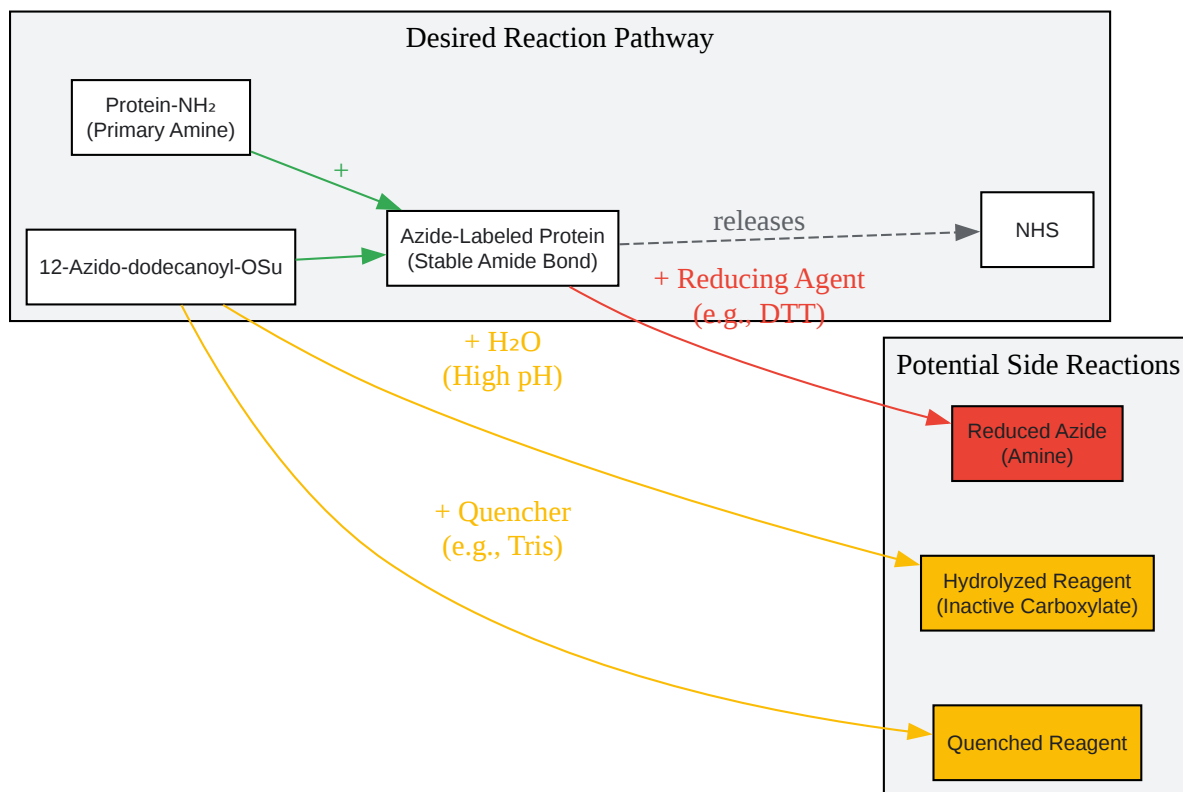 Desired Reaction Pathway
Protein-NH₂
(Primary Amine)
+
12-Azido-dodecanoyl-OSu
Azide-Labeled Protein
(Stable Amide Bond)
releases
NHS
+ Reducing Agent
(e.g., DTT)
+ H₂O
(High pH)
+ Quencher
(e.g., Tris)
Potential Side Reactions
Reduced Azide
(Amine)
Hydrolyzed Reagent
(Inactive Carboxylate)
Quenched Reagent